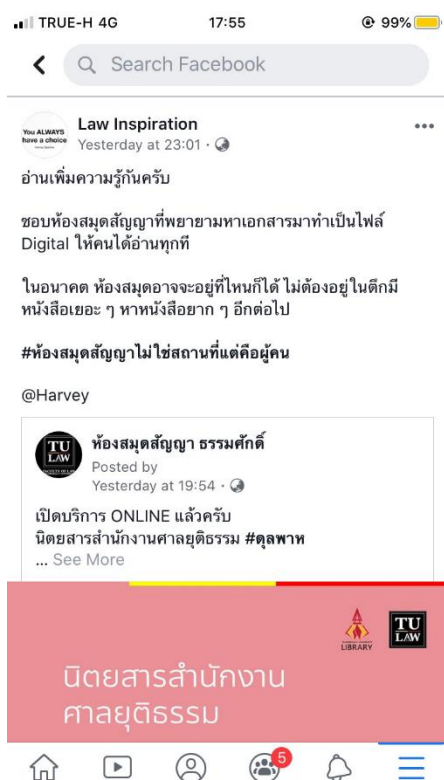 TRUE-H 4G 17:55 99%
Search Facebook
You ALWAYS
have a choice
Law Inspiration
Yesterday at 23:01 ·
อ่านเพิ่มความรู้กันครับ
ชอบห้องสมุดสัญญาที่พยายามหาเอกสารมาทำเป็นไฟล์
Digital ให้คนได้อ่านทุกที
ในอนาคต ห้องสมุดอาจจะอยู่ที่ไหนก็ได้ ไม่ต้องอยู่ในตึกมี
หนังสือเยอะ ๆ หาหนังสือยาก ๆ อีกต่อไป
#ห้องสมุดสัญญาไม่ใช่สถานที่แต่คือผู้คน
@Harvey
TU
LAW
ห้องสมุดสัญญา ธรรมศักดิ์
Posted by
Yesterday at 19:54 ·
เปิดบริการ ONLINE แล้วครับ
นิตยสารสำนักงานศาลยุติธรรม #ดุลพาห
... See More
LIBRARY
TU
LAW
นิตยสารสำนักงาน
ศาลยุติธรรม
5